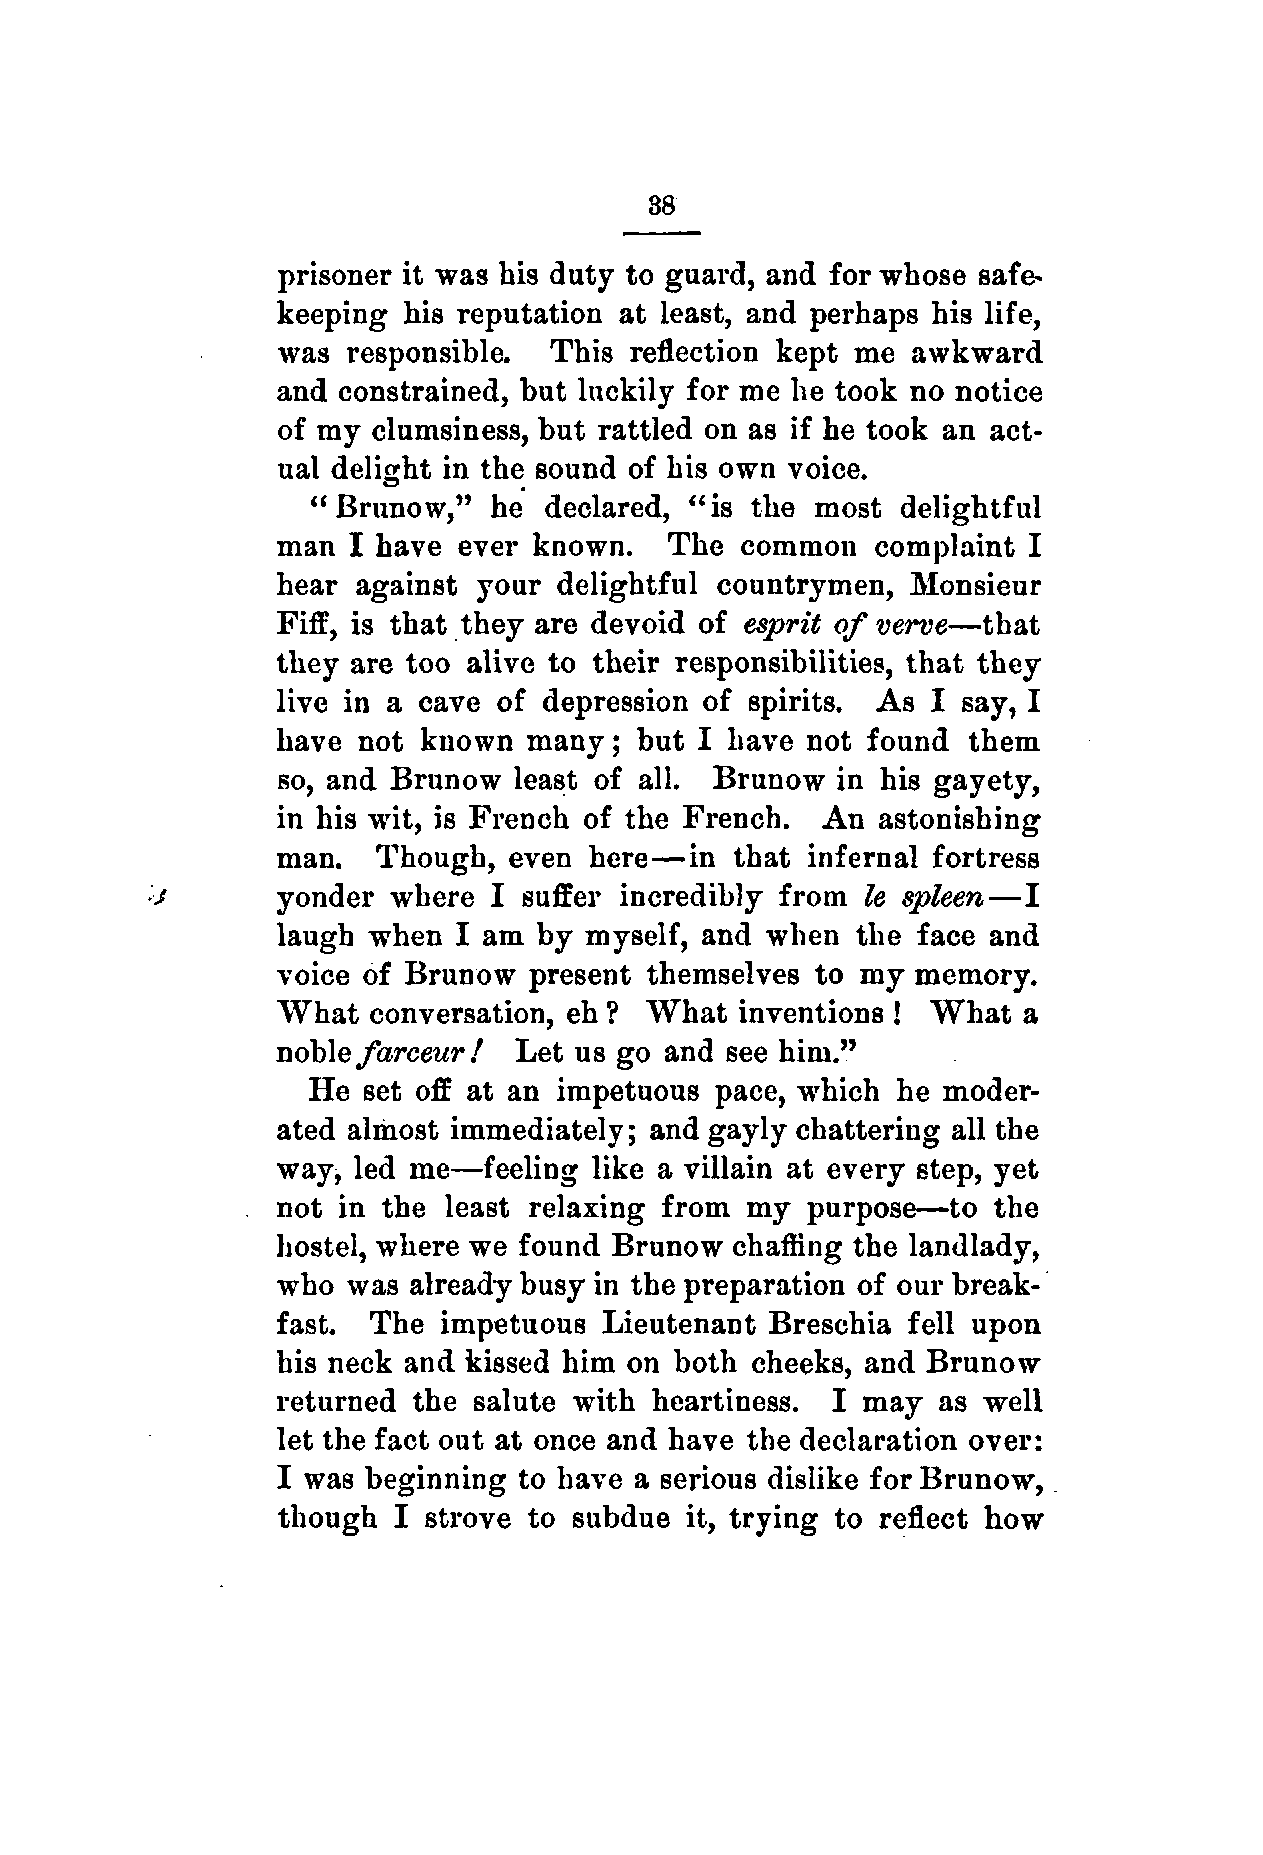 38
prisoner it was his duty to guard, and for whose safe-
keeping his reputation at least, and perhaps his life,
was responsible. This reflection kept me awkward
and constrained, but luckily for me he took no notice
of my clumsiness, but rattled on as if he took an act-
ual delight in the sound of his own voice.
“Brunow,” he declared, “is the most delightful
man I have ever known. The common complaint I
hear against your delightful countrymen, Monsieur
Fiff, is that they are devoid of esprit of verve—that
they are too alive to their responsibilities, that they
live in a cave of depression of spirits. As I say, I
have not known many; but I have not found them
so, and Brunow least of all. Brunow in his gayety,
in his wit, is French of the French. An astonishing
man. Though, even here—in that infernal fortress
yonder where I suffer incredibly from le spleen—I
laugh when I am by myself, and when the face and
voice of Brunow present themselves to my memory.
What conversation, eh? What inventions! What a
noble farceur! Let us go and see him.”
He set off at an impetuous pace, which he moder-
ated almost immediately; and gayly chattering all the
way, led me—feeling like a villain at every step, yet
not in the least relaxing from my purpose—to the
hostel, where we found Brunow chaffing the landlady,
who was already busy in the preparation of our break-
fast. The impetuous Lieutenant Breschia fell upon
his neck and kissed him on both cheeks, and Brunow
returned the salute with heartiness. I may as well
let the fact out at once and have the declaration over:
I was beginning to have a serious dislike for Brunow,
though I strove to subdue it, trying to reflect how